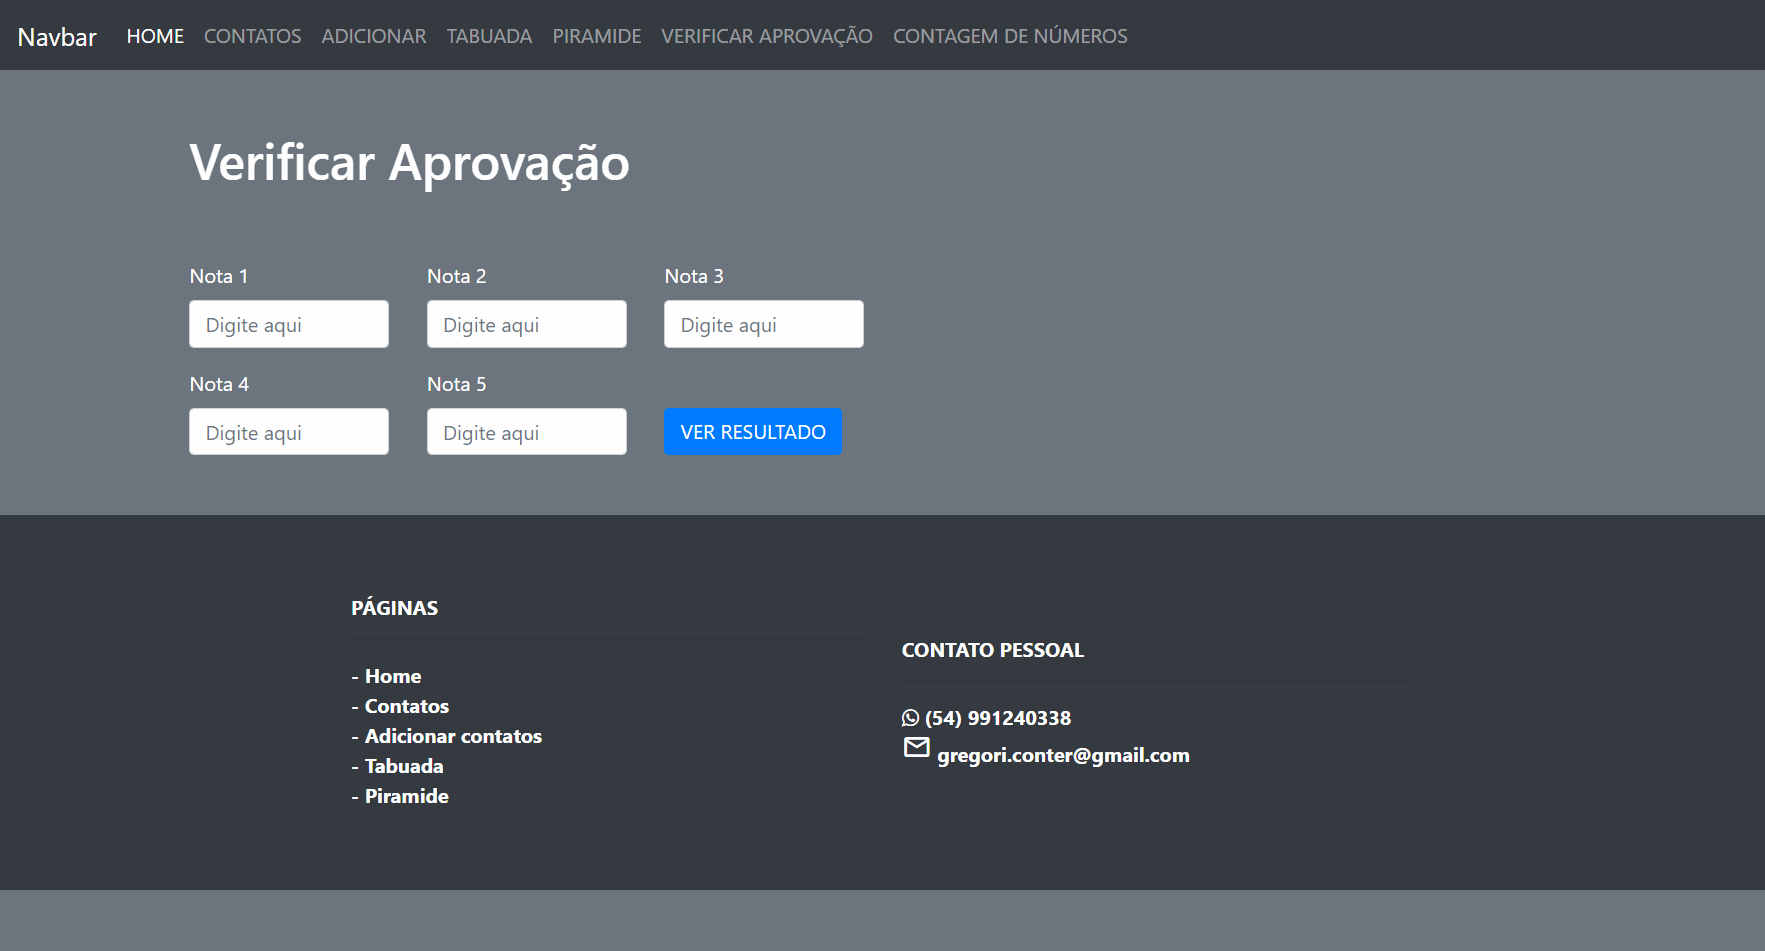 Navbar HOME CONTATOS ADICIONAR TABUADA PIRAMIDE VERIFICAR APROVAÇÃO CONTAGEM DE NÚMEROS
Verificar Aprovação
Nota 1 Nota 2 Nota 3
Digite aqui Digite aqui Digite aqui
Nota 4 Nota 5
Digite aqui Digite aqui VER RESULTADO
PÁGINAS
- Home
- Contatos
- Adicionar contatos
- Tabuada
- Piramide
CONTATO PESSOAL
(54) 991240338
gregori.conter@gmail.com